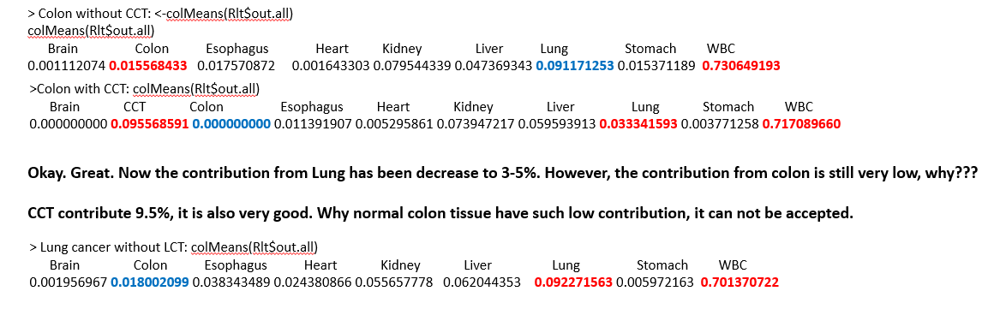 > Colon without CCT: <-colMeans(Rlt$out.all)
colMeans(Rlt$out.all)
Brain Colon Esophagus Heart Kidney Liver Lung Stomach WBC
0.001112074 0.015568433 0.017570872 0.001643303 0.079544339 0.047369343 0.091171253 0.015371189 0.730649193
>Colon with CCT: colMeans(Rlt$out.all)
Brain CCT Colon Esophagus Heart Kidney Liver Lung Stomach WBC
0.000000000 0.095568591 0.000000000 0.011391907 0.005295861 0.073947217 0.059593913 0.033341593 0.003771258 0.717089660
Okay. Great. Now the contribution from Lung has been decrease to 3-5%. However, the contribution from colon is still very low, why???
CCT contribute 9.5%, it is also very good. Why normal colon tissue have such low contribution, it can not be accepted.
> Lung cancer without LCT: colMeans(Rlt$out.all)
Brain Colon Esophagus Heart Kidney Liver Lung Stomach WBC
0.001956967 0.018002099 0.038343489 0.024380866 0.055657778 0.062044353 0.092271563 0.005972163 0.701370722